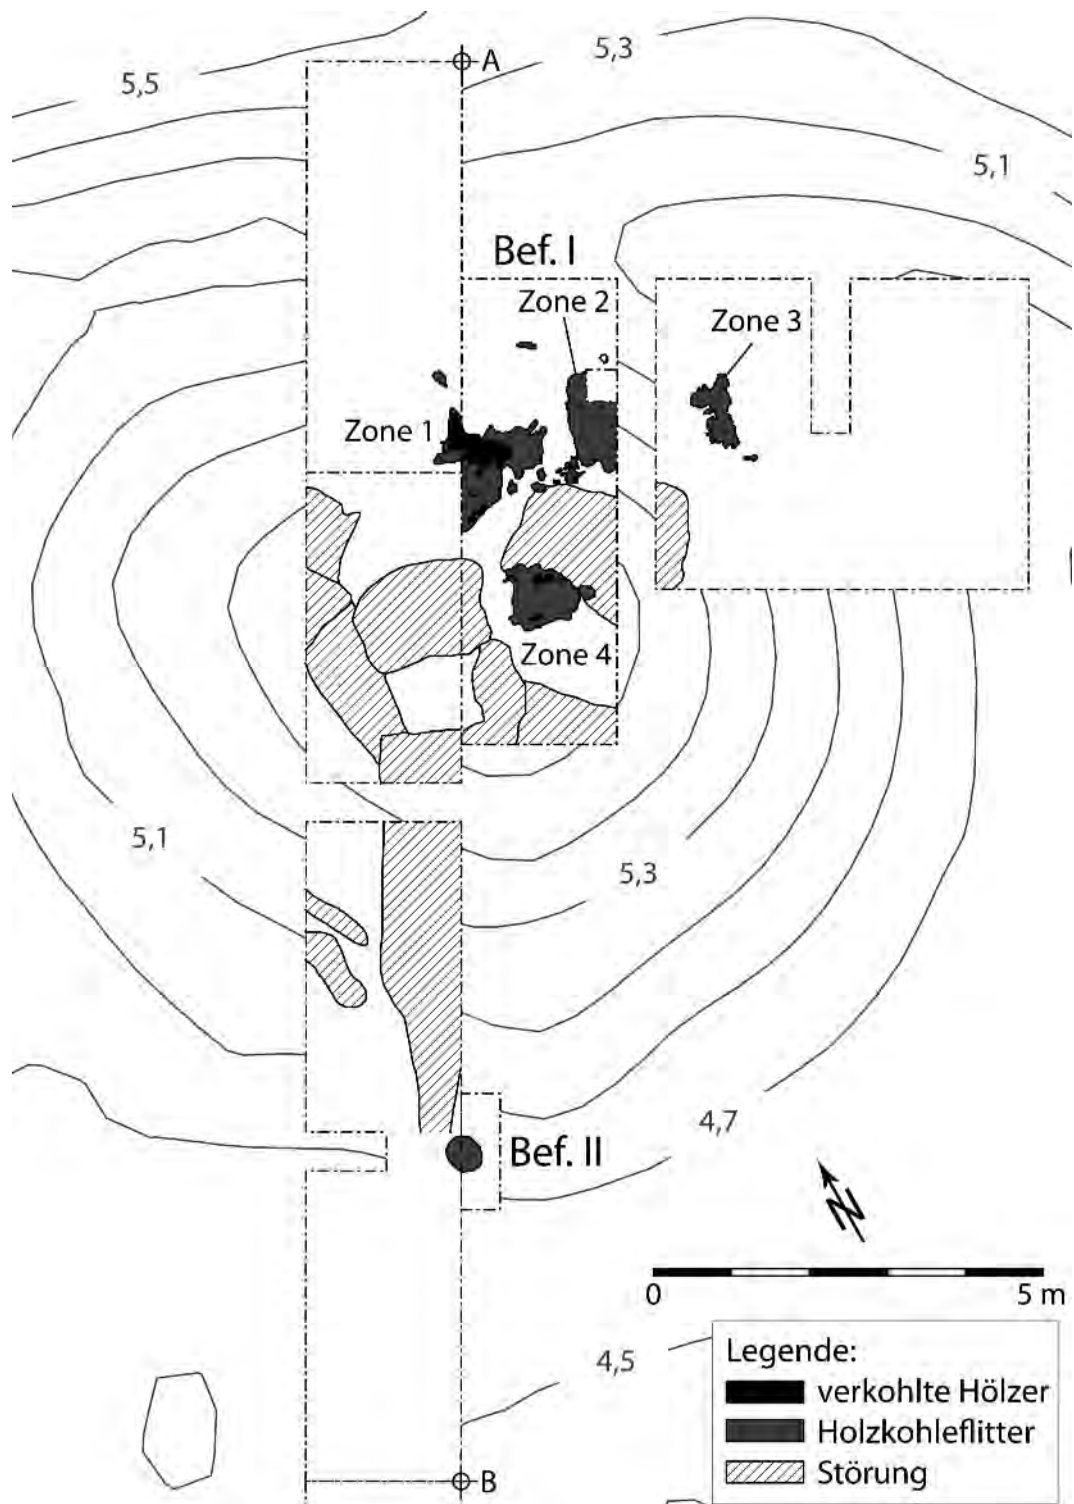 A
5,3
5,5
5,1
Bef. I
Zone 2
Zone 3
Zone 1
Zone 4
5,1
5,3
4,7
Bef. II
N
0 5 m
4,5
Legende:
verkohlte Hölzer
Holzkohleflitter
Störung
B